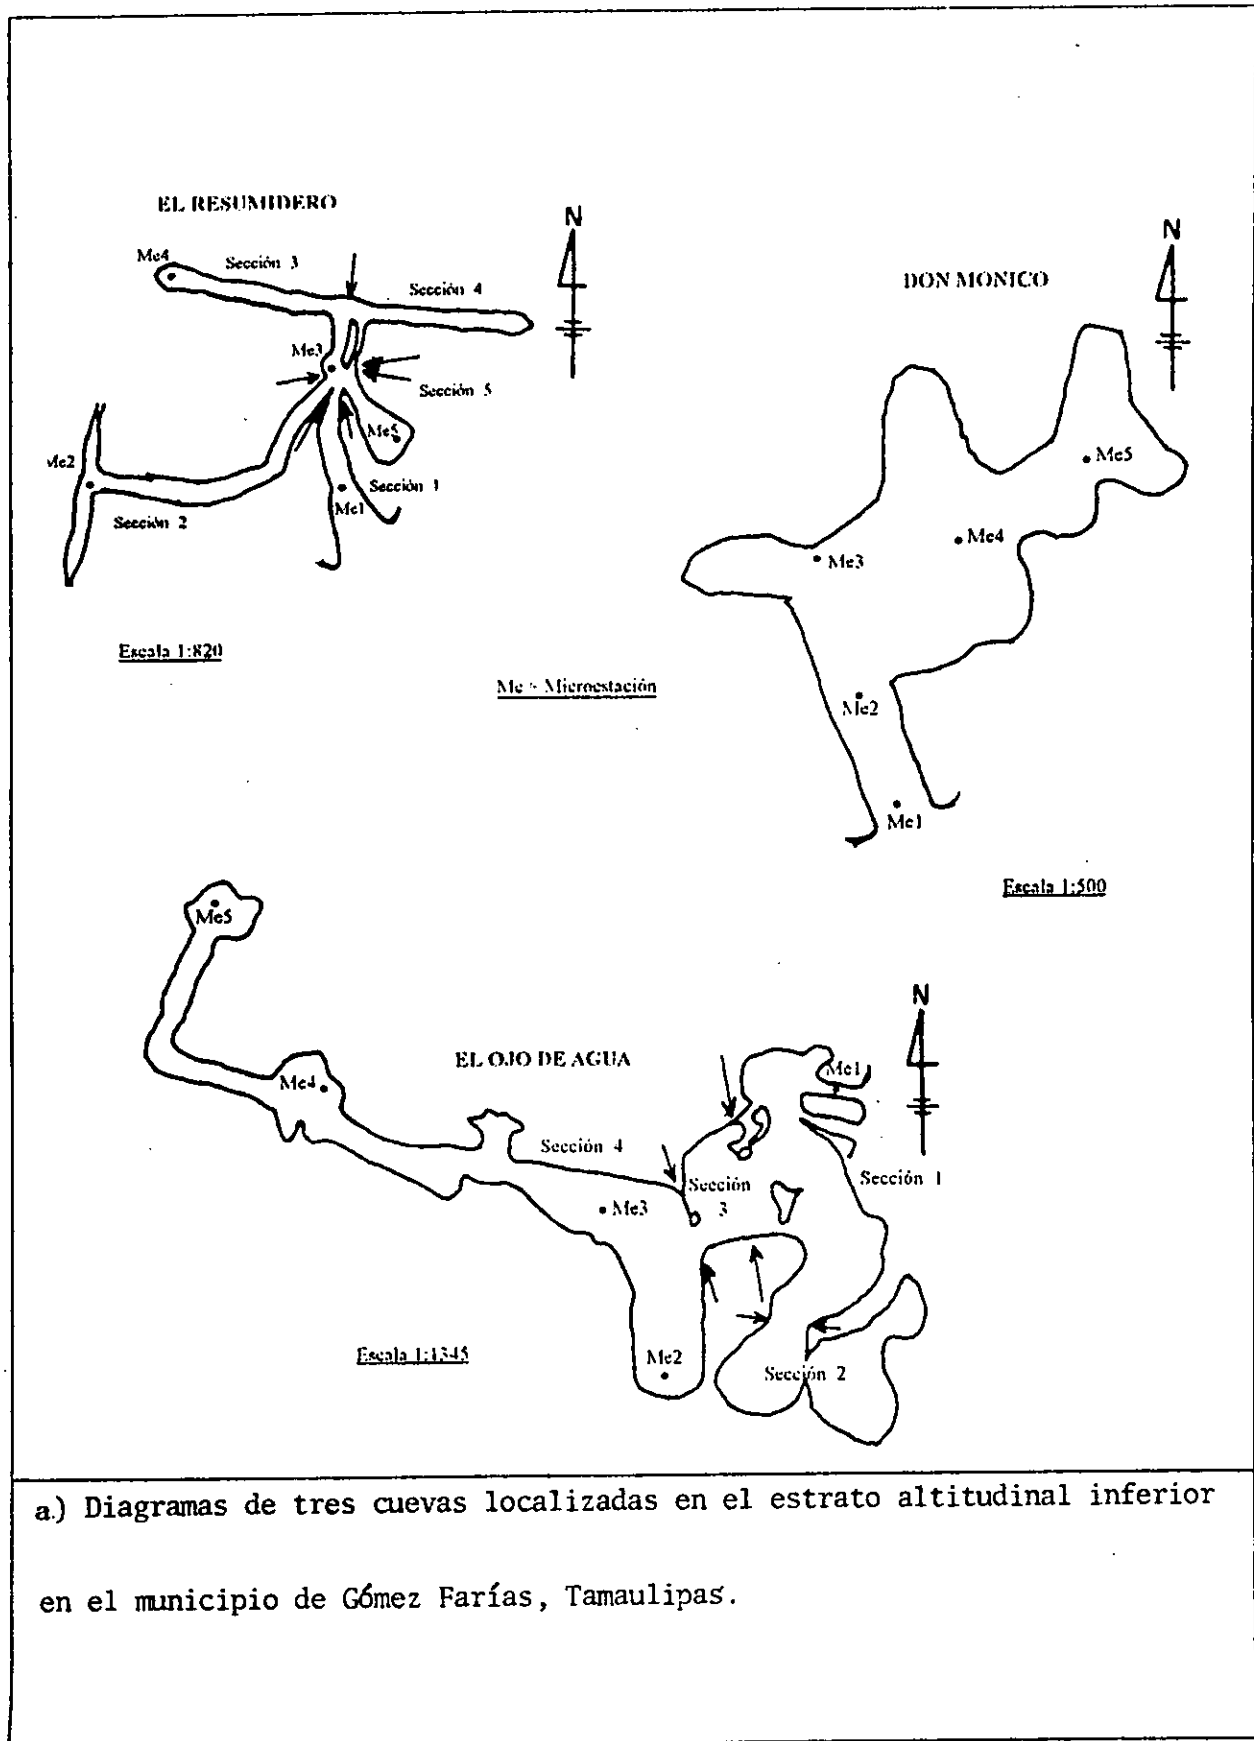 EL RESUMIDERO
N
Me4
Sección 3
Sección 4
Me3
Sección 5
Me5
Me2
Sección 1
Me1
Sección 2
Escala 1:820
N
DON MONICO
Me5
Me4
Me3
Me2
Me1
Escala 1:500
Me - Microestación
Me5
N
EL OJO DE AGUA
Me1
Me4
Sección 4
Sección 1
Sección
3
Me3
Escala 1:1345
Me2
Sección 2
a.) Diagramas de tres cuevas localizadas en el estrato altitudinal inferior
en el municipio de Gómez Farías, Tamaulipas.